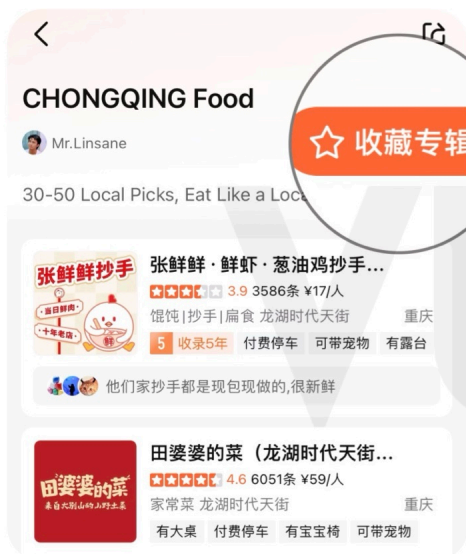 CHONGQING Food
收藏专辑
Mr.Linsane
30-50 Local Picks, Eat Like a Loc
张鲜鲜抄手
·当日鲜肉·
·十年老店·
鲜
张鲜鲜·鲜虾·葱油鸡抄手...
3.9 3586条 ¥17/人
馄饨|抄手|扁食 龙湖时代天街 重庆
5 收录5年 付费停车 可带宠物 有露台
他们家抄手都是现包现做的,很新鲜
田婆婆的菜
来自大别山的山野土菜
田婆婆的菜（龙湖时代天街...
4.6 6051条 ¥59/人
家常菜 龙湖时代天街 重庆
有大桌 付费停车 有宝宝椅 可带宠物